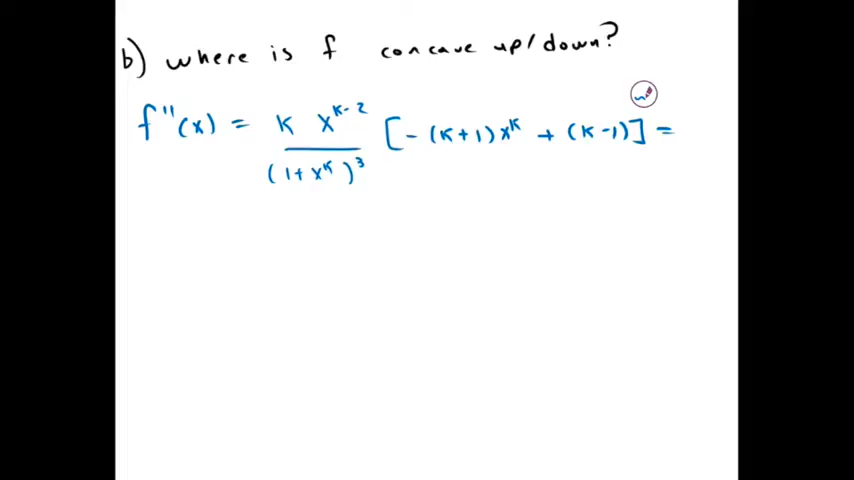 b) where is f concave up/down?
f''(x) = k x^{k-2} / (1+x^k)^3 [-(k+1)x^k + (k-1)] =